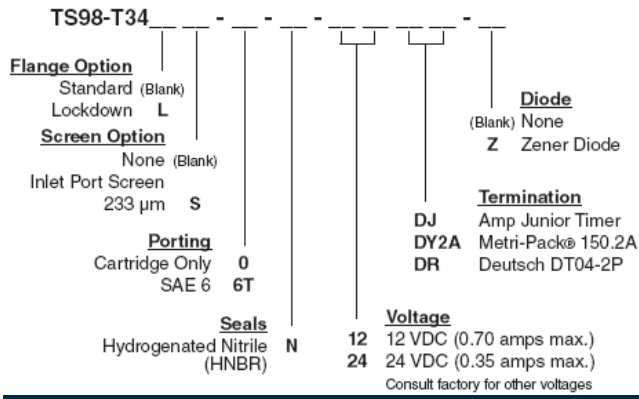 TS98-T34__ __ - __ - __ - __ __ __ __ - __
Flange Option
Standard (Blank)
Lockdown L
Screen Option
None (Blank)
Inlet Port Screen
233 µm S
Porting
Cartridge Only 0
SAE 6 6T
Seals
Hydrogenated Nitrile N
(HNBR)
Voltage
12 12 VDC (0.70 amps max.)
24 24 VDC (0.35 amps max.)
Consult factory for other voltages
Termination
DJ Amp Junior Timer
DY2A Metri-Pack® 150.2A
DR Deutsch DT04-2P
Diode
(Blank) None
Z Zener Diode